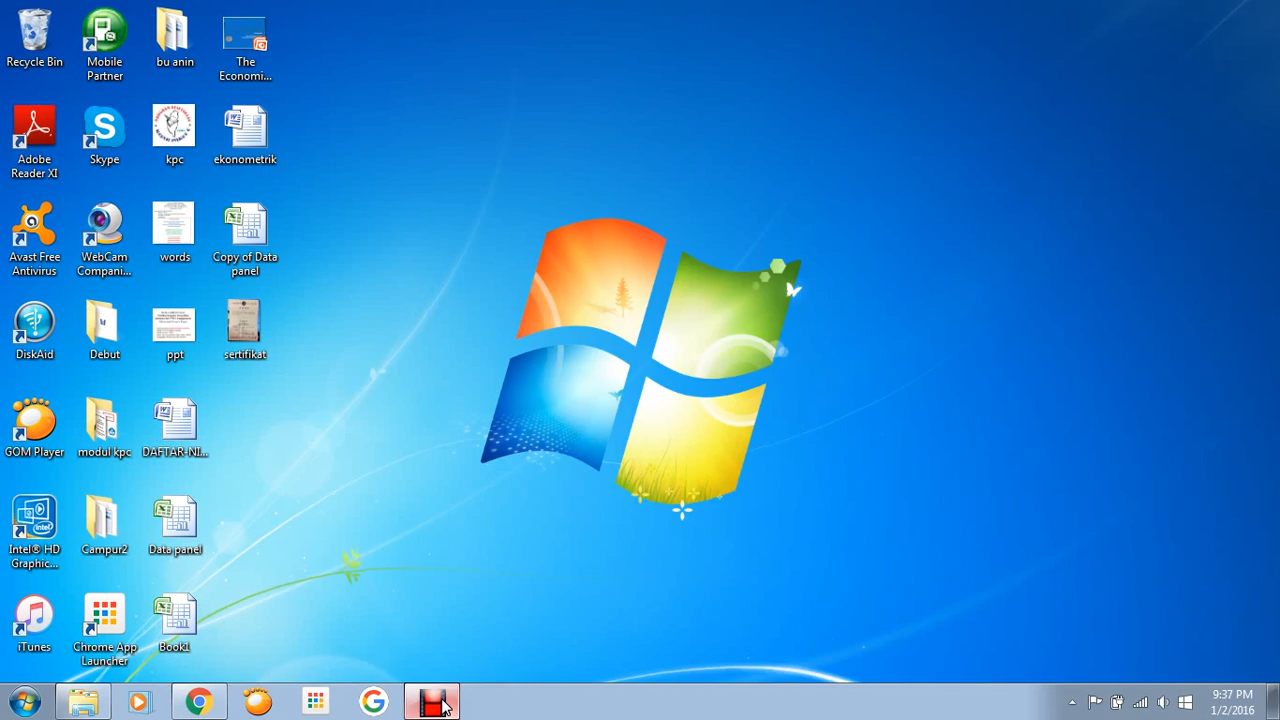 Recycle Bin
Mobile
Partner
bu anin
The
Economi...
Adobe
Reader XI
Skype
kpc
ekonometrik
Avast Free
Antivirus
WebCam
Compani...
words
Copy of Data
panel
DiskAid
Debut
ppt
sertifikat
GOM Player
modul kpc
DAFTAR-NI...
Intel® HD
Graphic...
Campur2
Data panel
iTunes
Chrome App
Launcher
Book1
9:37 PM
1/2/2016